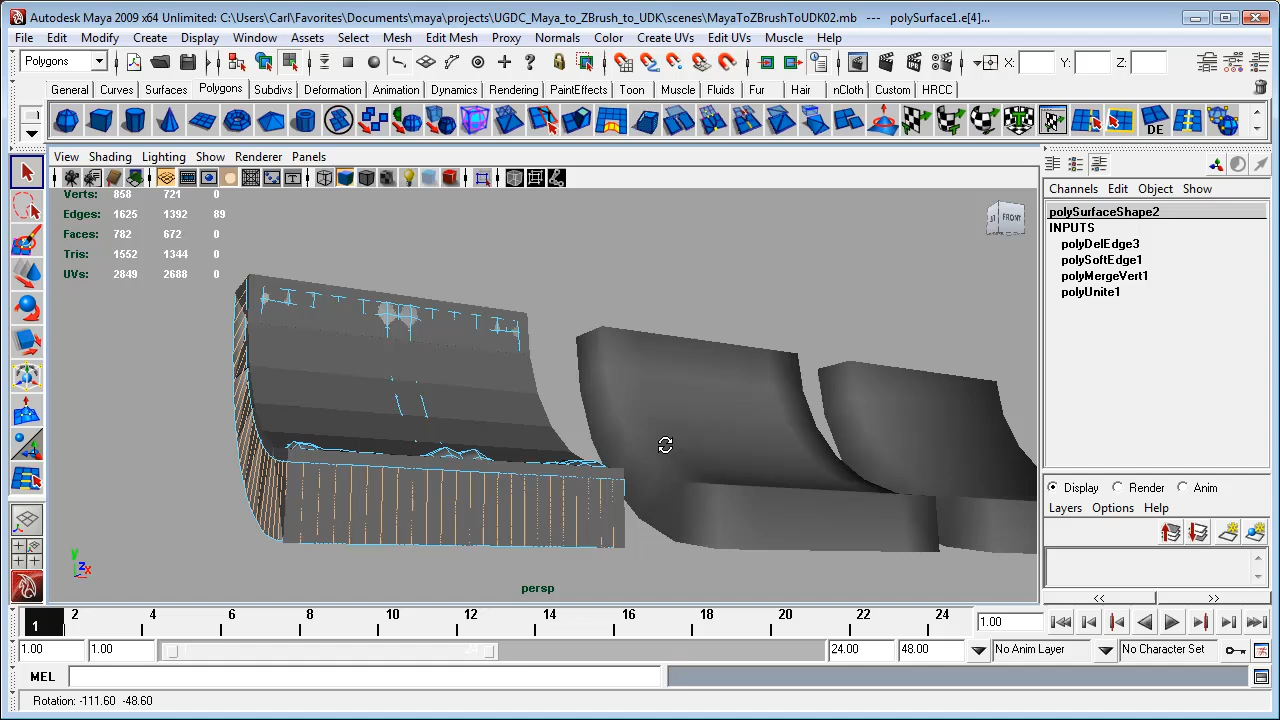 Autodesk Maya 2009 x64 Unlimited: C:\Users\Carl\Favorites\Documents\maya\projects\UGDC_Maya_to_ZBrush_to_UDK\scenes\MayaToZBrushToUDK02.mb --- polySurface1.e[4]...
File Edit Modify Create Display Window Assets Select Mesh Edit Mesh Proxy Normals Color Create UVs Edit UVs Muscle Help
Polygons X: Y: Z:
General Curves Surfaces Polygons Subdivs Deformation Animation Dynamics Rendering PaintEffects Toon Muscle Fluids Fur Hair nCloth Custom HRCC
DE
View Shading Lighting Show Renderer Panels
Verts: 858 721 0
Edges: 1625 1392 89
Faces: 782 672 0
Tris: 1552 1344 0
UVs: 2849 2688 0
FRONT
Channels Edit Object Show
polySurfaceShape2
INPUTS
polyDelEdge3
polySoftEdge1
polyMergeVert1
polyUnite1
Display Render Anim
Layers Options Help
y
z x
persp
<< >>
1 2 4 6 8 10 12 14 16 18 20 22 24 1.00
1.00 1.00 1 24 24.00 48.00 No Anim Layer No Character Set
MEL
Rotation: -111.60 -48.60